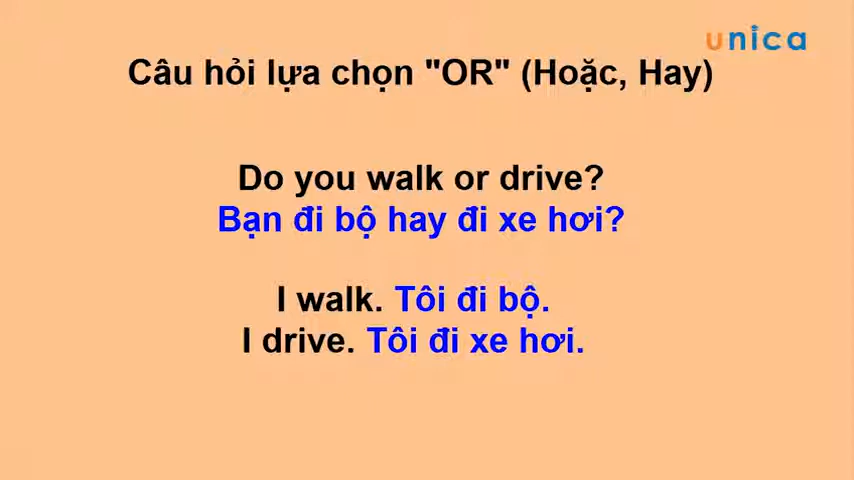 unica
Câu hỏi lựa chọn "OR" (Hoặc, Hay)
Do you walk or drive?
Bạn đi bộ hay đi xe hơi?
I walk. Tôi đi bộ.
I drive. Tôi đi xe hơi.